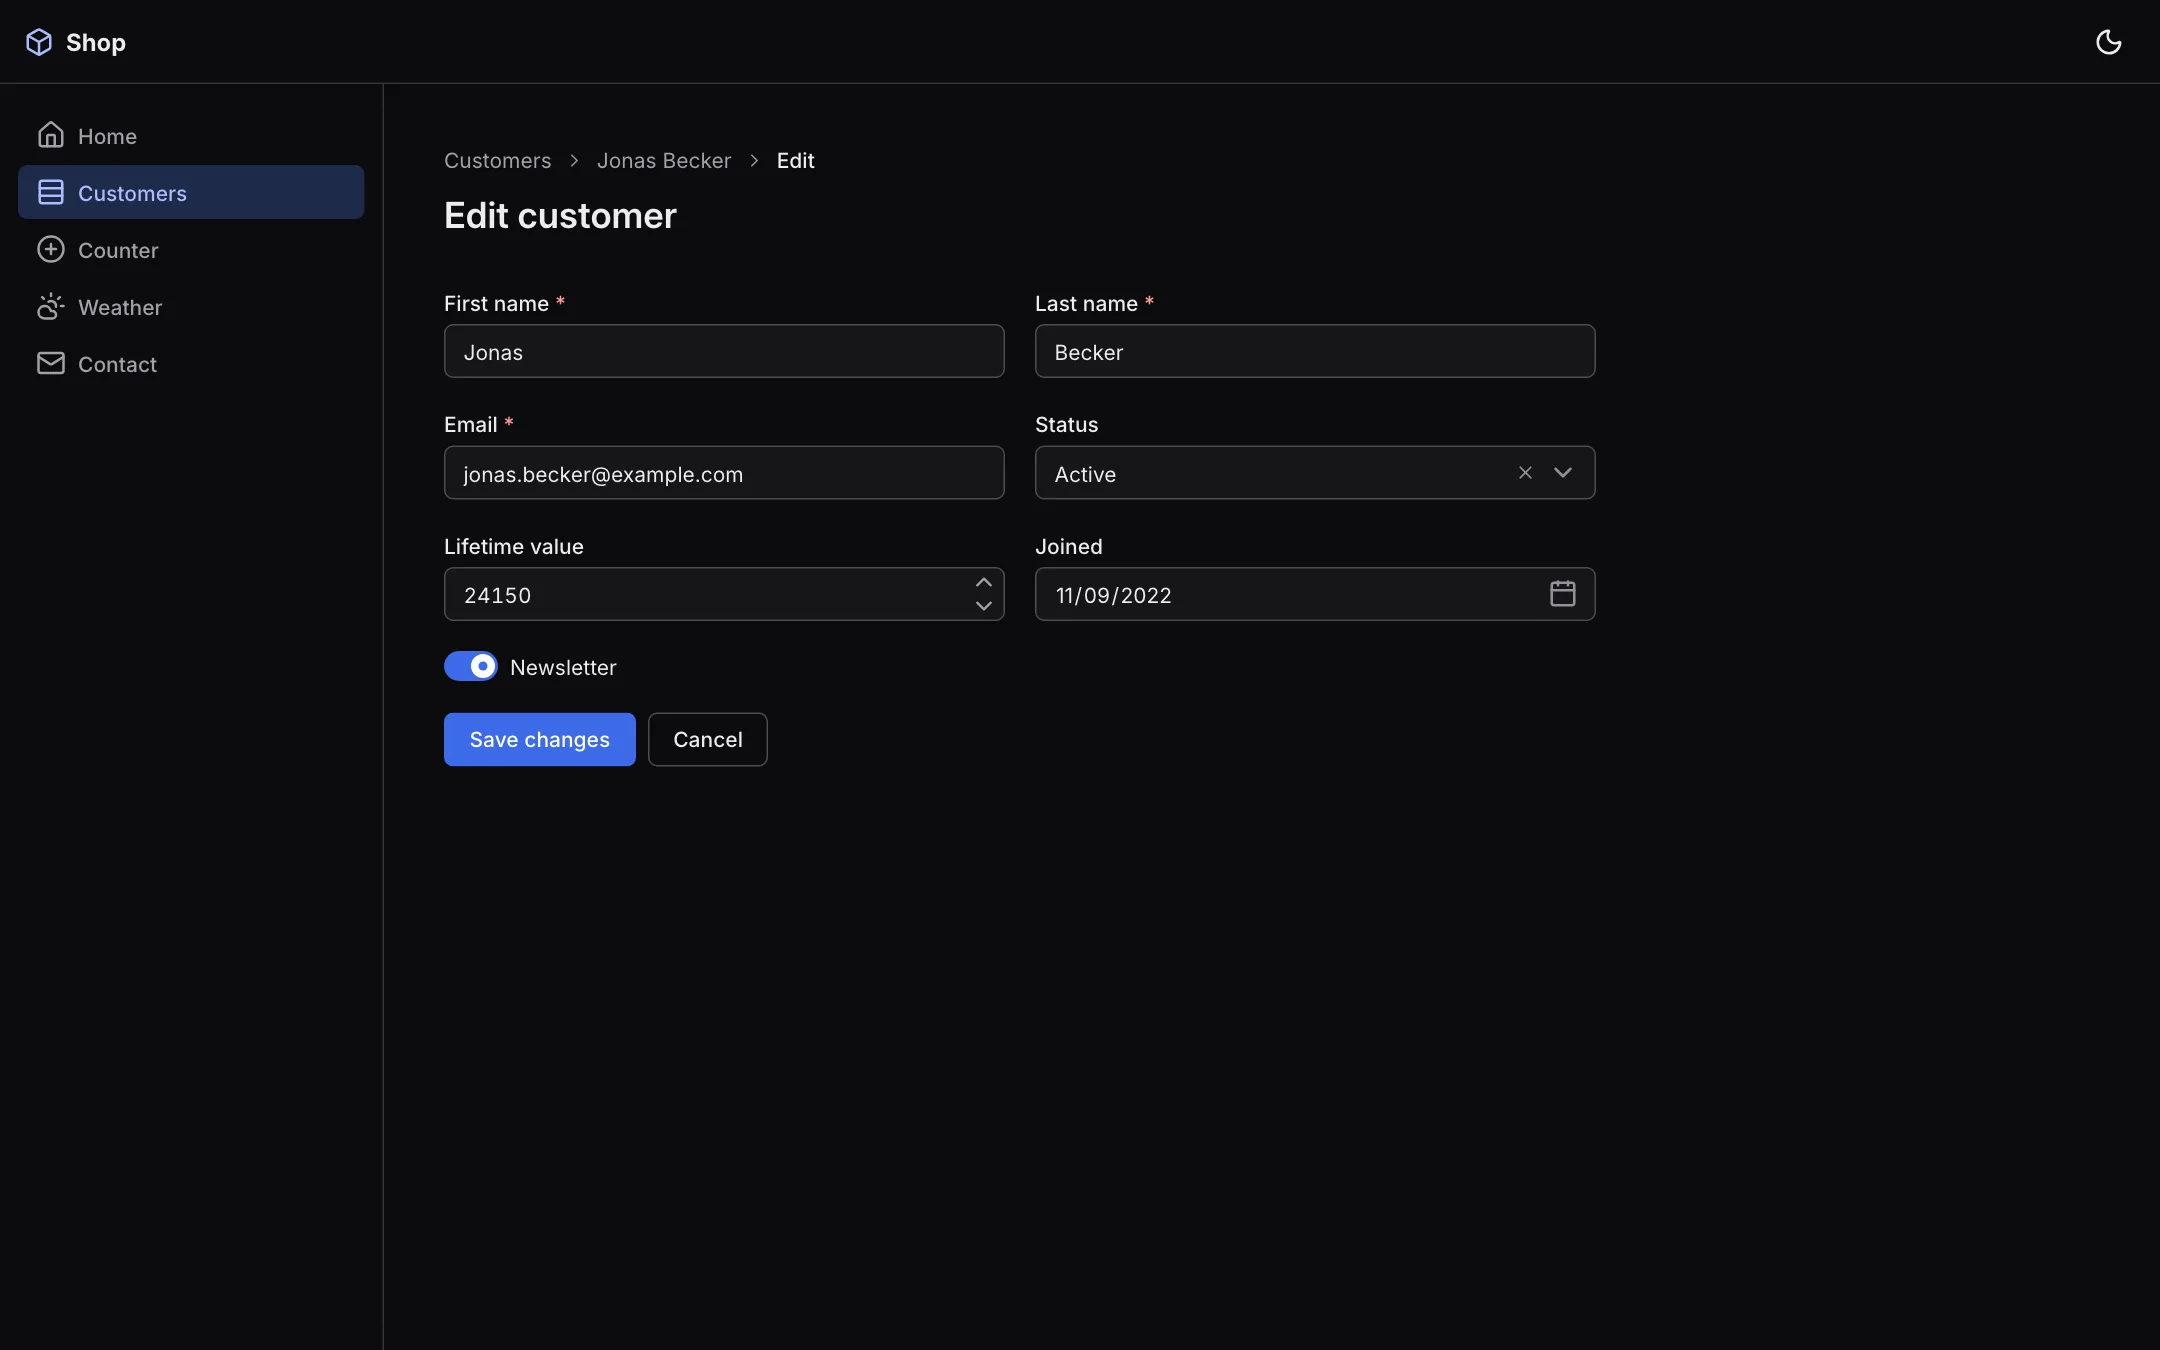 Shop
Home
Customers
Counter
Weather
Contact
Customers > Jonas Becker > Edit
Edit customer
First name *
Jonas
Last name *
Becker
Email *
jonas.becker@example.com
Status
Active
Lifetime value
24150
Joined
11/09/2022
Newsletter
Save changes
Cancel